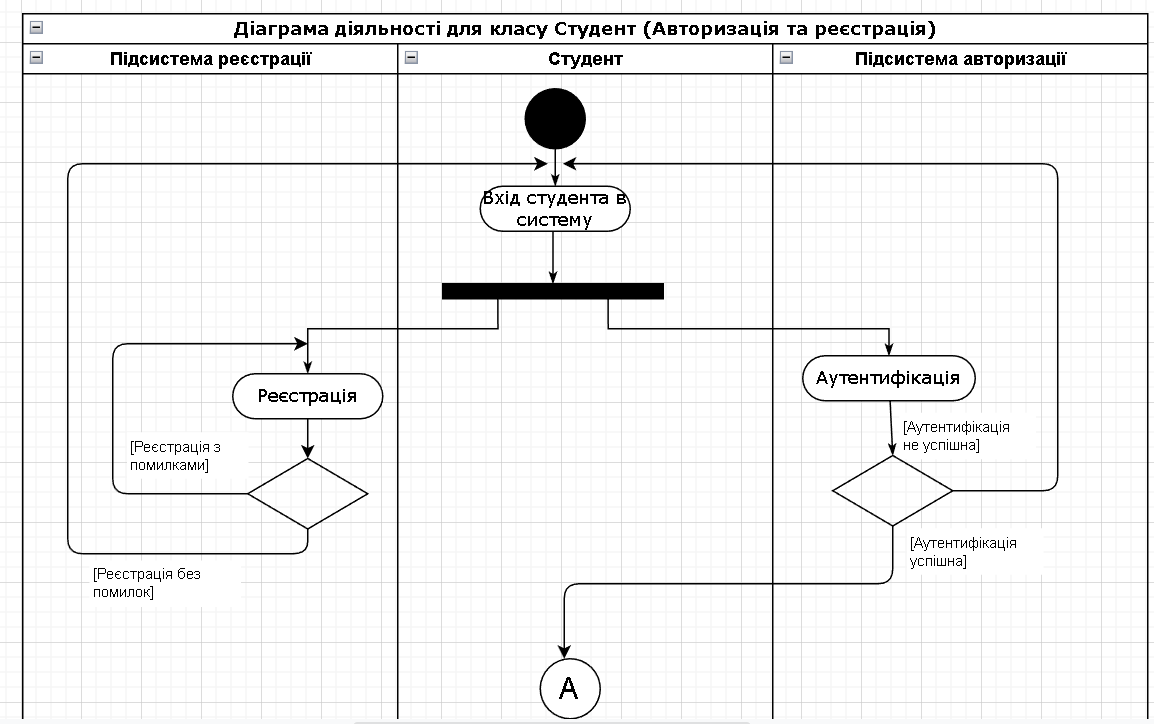 Діаграма діяльності для класу Студент (Авторизація та реєстрація)
Підсистема реєстрації
Студент
Підсистема авторизації
Вхід студента в
систему
Реєстрація
Аутентифікація
[Аутентифікація
не успішна]
[Реєстрація з
помилками]
[Аутентифікація
успішна]
[Реєстрація без
помилок]
А